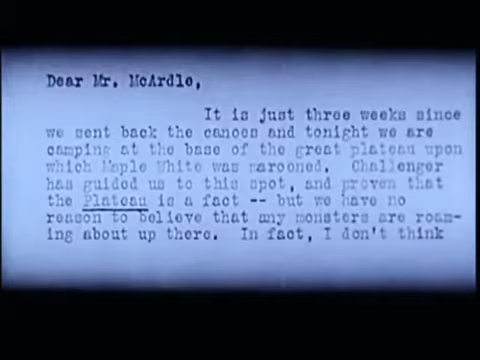 Dear Mr. McArdle,
It is just three weeks since
we sent back the canoes and tonight we are
camping at the base of the great plateau upon
which Maple White was marooned. Challenger
has guided us to this spot, and proven that
the Plateau is a fact -- but we have no
reason to believe that any monsters are roam-
ing about up there. In fact, I don't think